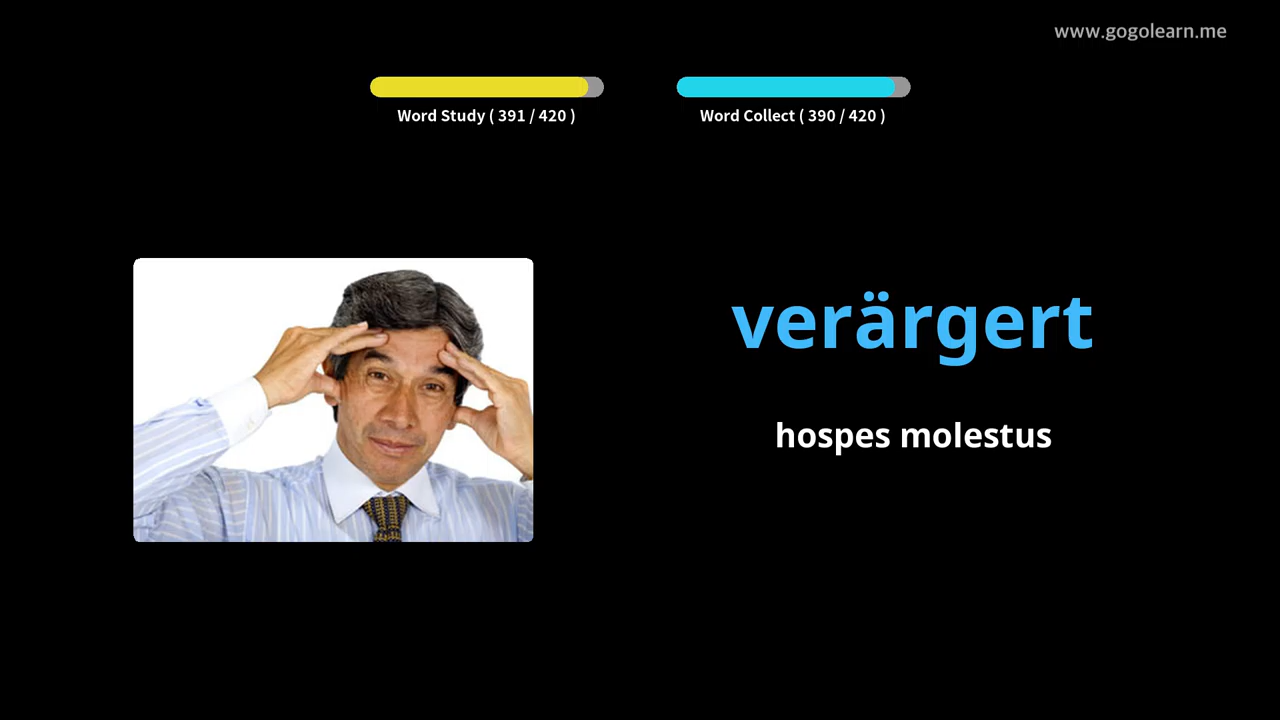 www.gogolearn.me
Word Study ( 391 / 420 )
Word Collect ( 390 / 420 )
verärgert
hospes molestus